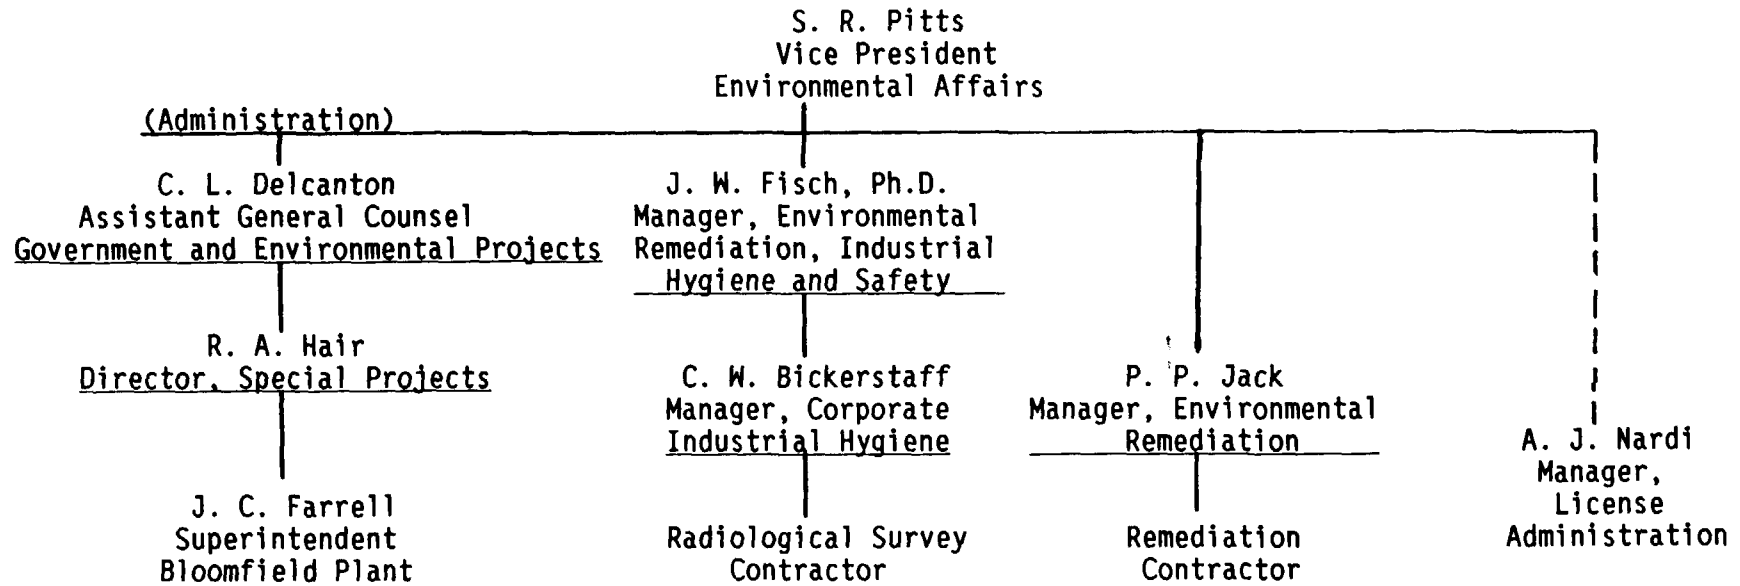 S. R. Pitts
Vice President
Environmental Affairs
(Administration)
C. L. Delcanton
Assistant General Counsel
Government and Environmental Projects
R. A. Hair
Director, Special Projects
J. C. Farrell
Superintendent
Bloomfield Plant
J. W. Fisch, Ph.D.
Manager, Environmental
Remediation, Industrial
Hygiene and Safety
C. W. Bickerstaff
Manager, Corporate
Industrial Hygiene
Radiological Survey
Contractor
P. P. Jack
Manager, Environmental
Remediation
Remediation
Contractor
A. J. Nardi
Manager,
License
Administration